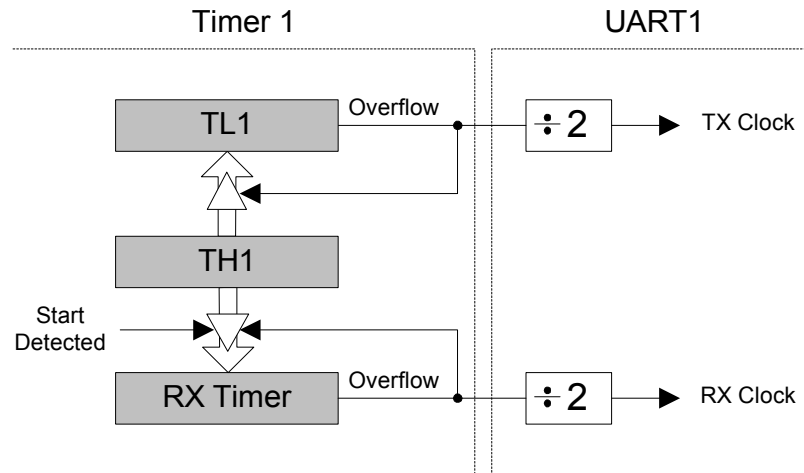 Timer 1
UART1
TL1
Overflow
÷ 2
TX Clock
TH1
Start
Detected
RX Timer
Overflow
÷ 2
RX Clock